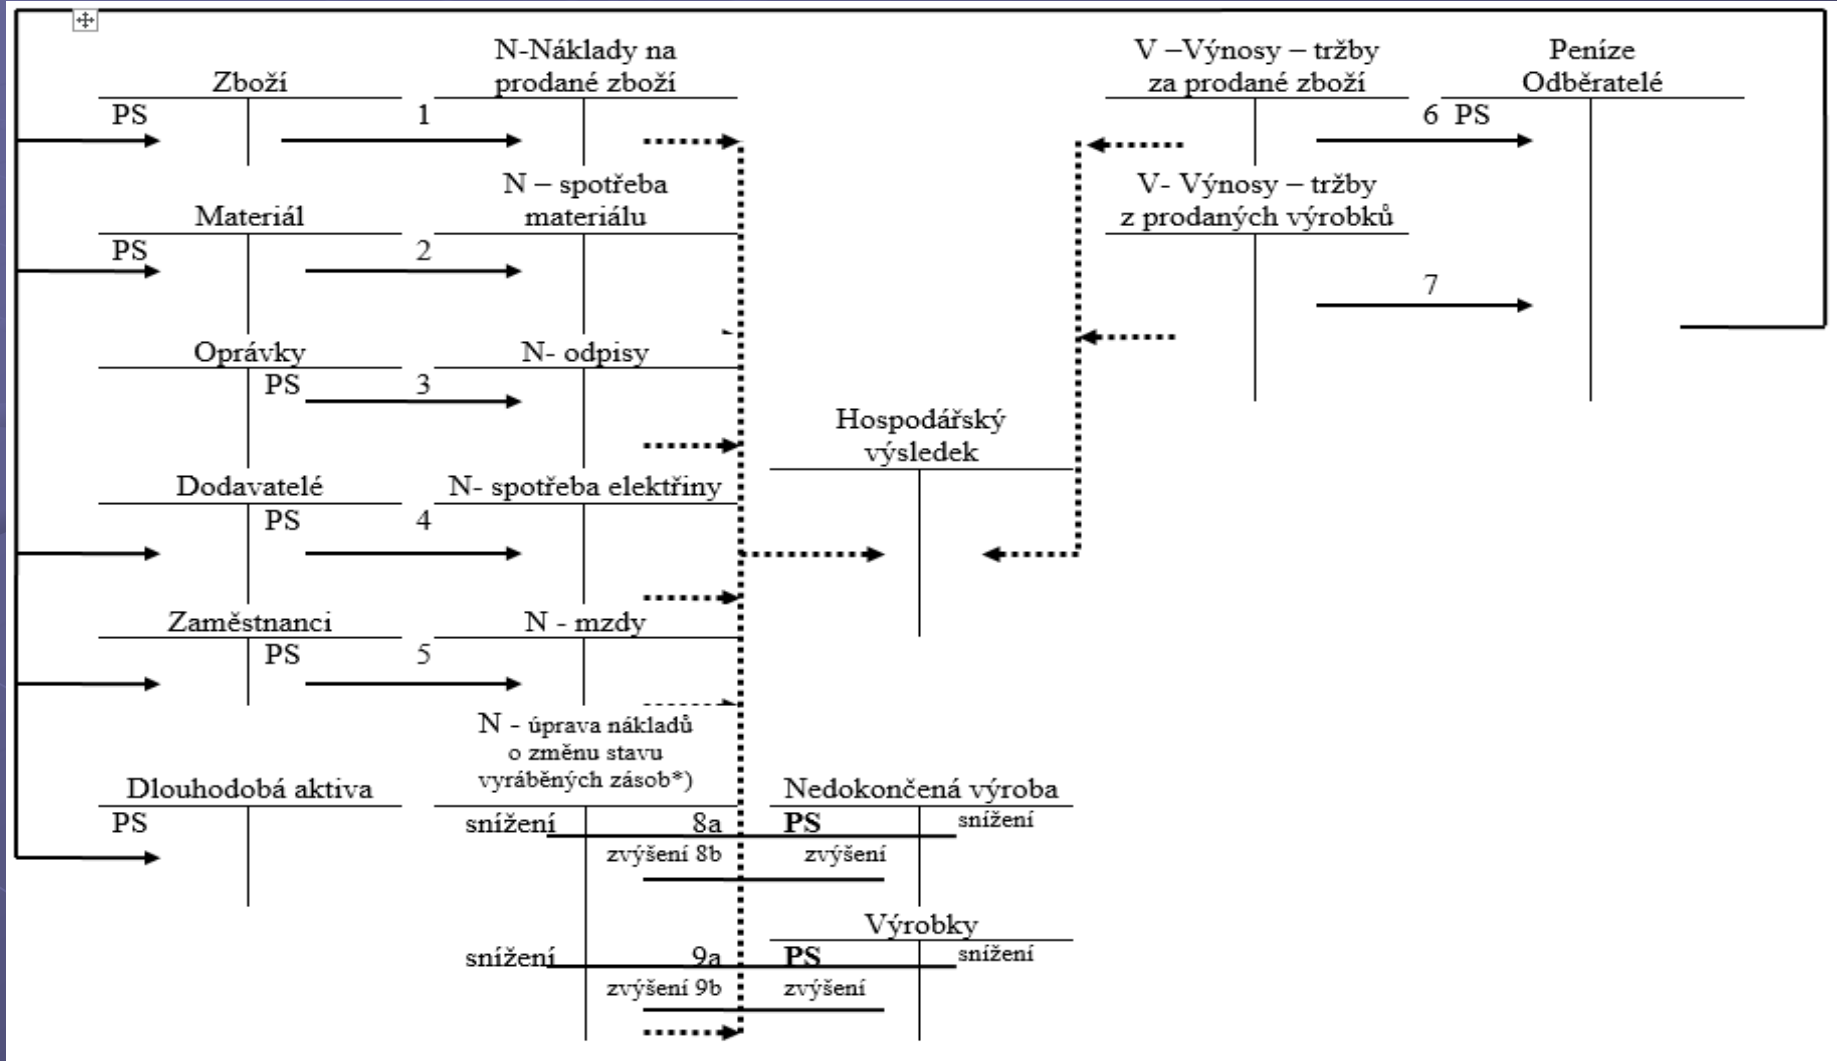 N-Náklady na
prodané zboží
V –Výnosy – tržby
za prodané zboží
Peníze
Odběratelé
Zboží
PS
1
6 PS
N – spotřeba
materiálu
V- Výnosy – tržby
z prodaných výrobků
Materiál
PS
2
7
Oprávky
N- odpisy
PS
3
Hospodářský
výsledek
Dodavatelé
N- spotřeba elektřiny
PS
4
Zaměstnanci
N - mzdy
PS
5
N - úprava nákladů
o změnu stavu
vyráběných zásob*)
Dlouhodobá aktiva
Nedokončená výroba
PS
snížení
8a
PS
snížení
zvýšení 8b
zvýšení
Výrobky
snížení
9a
PS
snížení
zvýšení 9b
zvýšení